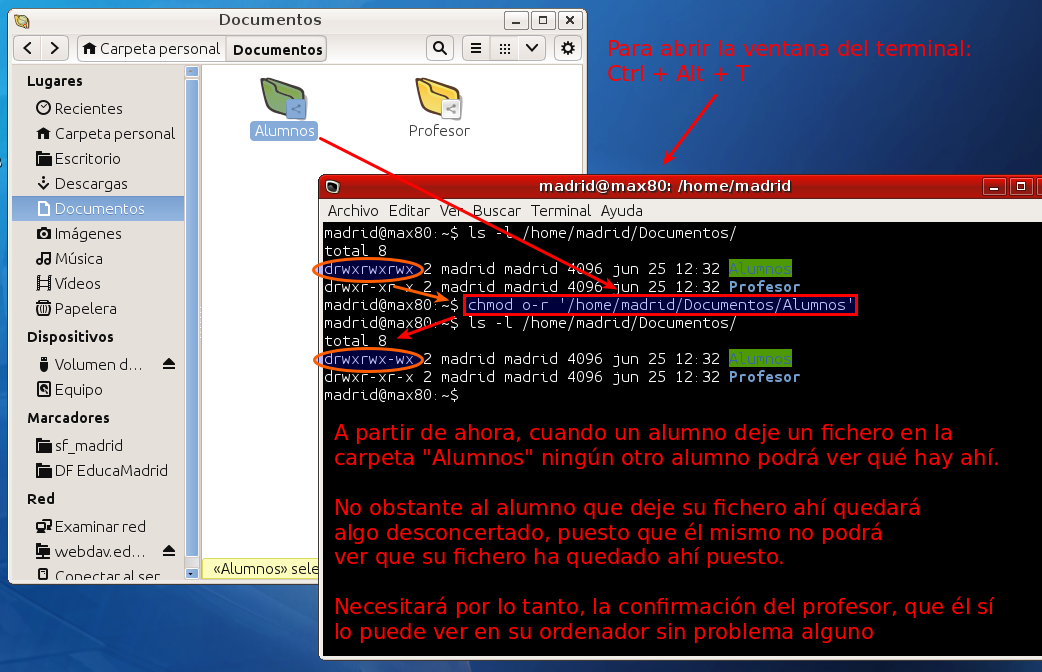 Documentos
Carpeta personal Documentos
Lugares
Recientes
Carpeta personal
Escritorio
Descargas
Documentos
Imágenes
Música
Vídeos
Papelera
Dispositivos
Volumen d...
Equipo
Marcadores
sf_madrid
DF EducaMadrid
Red
Examinar red
webdav.ed...
Conectar al ser
Alumnos
Profesor
«Alumnos» sele
Para abrir la ventana del terminal:
Ctrl + Alt + T
madrid@max80: /home/madrid
Archivo Editar Ver Buscar Terminal Ayuda
madrid@max80:~$ ls -l /home/madrid/Documentos/
total 8
drwxrwxrwx 2 madrid madrid 4096 jun 25 12:32 Alumnos
drwxr-xr-x 2 madrid madrid 4096 jun 25 12:32 Profesor
madrid@max80:~$ chmod o-r '/home/madrid/Documentos/Alumnos'
madrid@max80:~$ ls -l /home/madrid/Documentos/
total 8
drwxrwx-wx 2 madrid madrid 4096 jun 25 12:32 Alumnos
drwxr-xr-x 2 madrid madrid 4096 jun 25 12:32 Profesor
madrid@max80:~$
A partir de ahora, cuando un alumno deje un fichero en la
carpeta "Alumnos" ningún otro alumno podrá ver qué hay ahí.
No obstante al alumno que deje su fichero ahí quedará
algo desconcertado, puesto que él mismo no podrá
ver que su fichero ha quedado ahí puesto.
Necesitará por lo tanto, la confirmación del profesor, que él sí
lo puede ver en su ordenador sin problema alguno